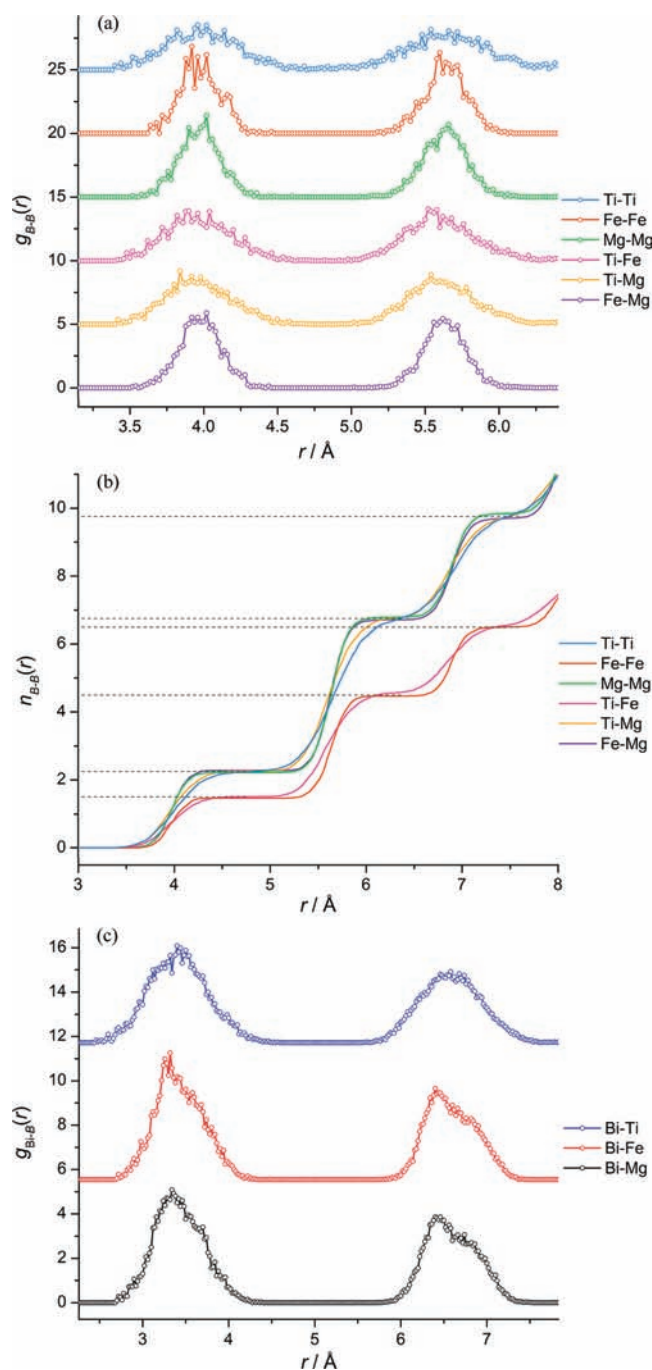 (a)
25
20
15
10
5
0
g_B-B(r)
3.5 4.0 4.5 5.0 5.5 6.0
r / Å
Ti-Ti
Fe-Fe
Mg-Mg
Ti-Fe
Ti-Mg
Fe-Mg
(b)
10
8
6
4
2
0
n_B-B(r)
3 4 5 6 7 8
r / Å
Ti-Ti
Fe-Fe
Mg-Mg
Ti-Fe
Ti-Mg
Fe-Mg
(c)
16
14
12
10
8
6
4
2
0
g_Bi-B(r)
3 4 5 6 7
r / Å
Bi-Ti
Bi-Fe
Bi-Mg